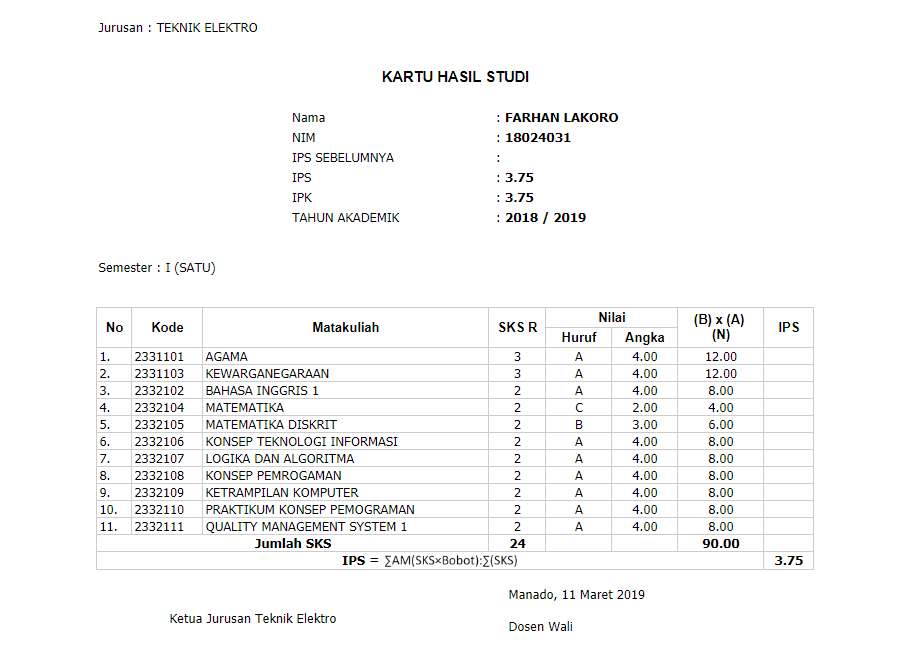 Jurusan : TEKNIK ELEKTRO
KARTU HASIL STUDI
Nama : FARHAN LAKORO
NIM : 18024031
IPS SEBELUMNYA :
IPS : 3.75
IPK : 3.75
TAHUN AKADEMIK : 2018 / 2019
Semester : I (SATU)
No Kode Matakuliah SKS R Nilai (B) x (A) IPS
Huruf Angka (N)
1. 2331101 AGAMA 3 A 4.00 12.00
2. 2331103 KEWARGANEGARAAN 3 A 4.00 12.00
3. 2332102 BAHASA INGGRIS 1 2 A 4.00 8.00
4. 2332104 MATEMATIKA 2 C 2.00 4.00
5. 2332105 MATEMATIKA DISKRIT 2 B 3.00 6.00
6. 2332106 KONSEP TEKNOLOGI INFORMASI 2 A 4.00 8.00
7. 2332107 LOGIKA DAN ALGORITMA 2 A 4.00 8.00
8. 2332108 KONSEP PEMROGAMAN 2 A 4.00 8.00
9. 2332109 KETRAMPILAN KOMPUTER 2 A 4.00 8.00
10. 2332110 PRAKTIKUM KONSEP PEMOGRAMAN 2 A 4.00 8.00
11. 2332111 QUALITY MANAGEMENT SYSTEM 1 2 A 4.00 8.00
Jumlah SKS 24 90.00
IPS = ∑AM(SKS×Bobot):∑(SKS) 3.75
Manado, 11 Maret 2019
Ketua Jurusan Teknik Elektro
Dosen Wali